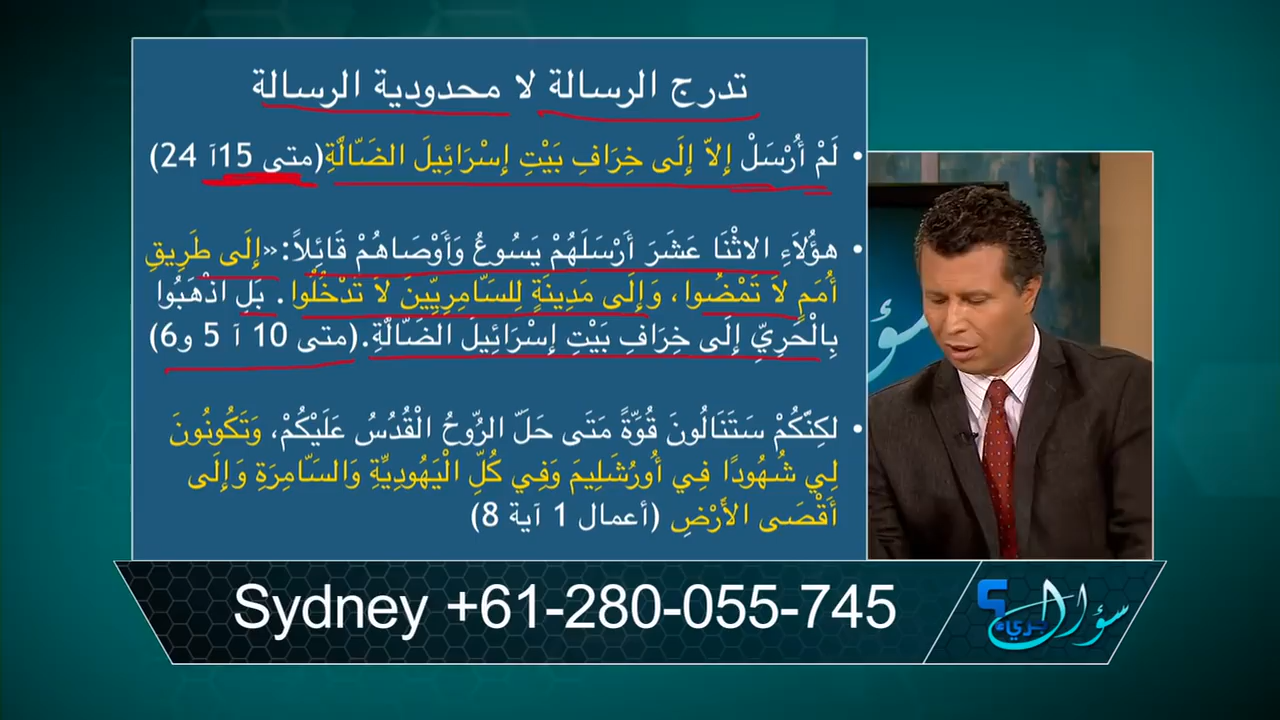 تدرج الرسالة لا محدودية الرسالة
• لَمْ أُرْسَلْ إِلاَّ إِلَى خِرَافِ بَيْتِ إِسْرَائِيلَ الضَّالَّةِ(متى 15آ 24)
• هؤُلاَءِ الاثْنَا عَشَرَ أَرْسَلَهُمْ يَسُوعُ وَأَوْصَاهُمْ قَائِلاً:«إِلَى طَرِيقِ
أُمَمٍ لاَ تَمْضُوا، وَإِلَى مَدِينَةٍ لِلسَّامِرِيِّينَ لاَ تَدْخُلُوا. بَلِ اذْهَبُوا
بِالْحَرِيِّ إِلَى خِرَافِ بَيْتِ إِسْرَائِيلَ الضَّالَّةِ.(متى 10 آ 5 و6)
• لكِنَّكُمْ سَتَنَالُونَ قُوَّةً مَتَى حَلَّ الرُّوحُ الْقُدُسُ عَلَيْكُمْ، وَتَكُونُونَ
لِي شُهُودًا فِي أُورُشَلِيمَ وَفِي كُلِّ الْيَهُودِيَّةِ وَالسَّامِرَةِ وَإِلَى
أَقْصَى الأَرْضِ (أعمال 1 آية 8)
Sydney +61-280-055-745
سؤال جريء